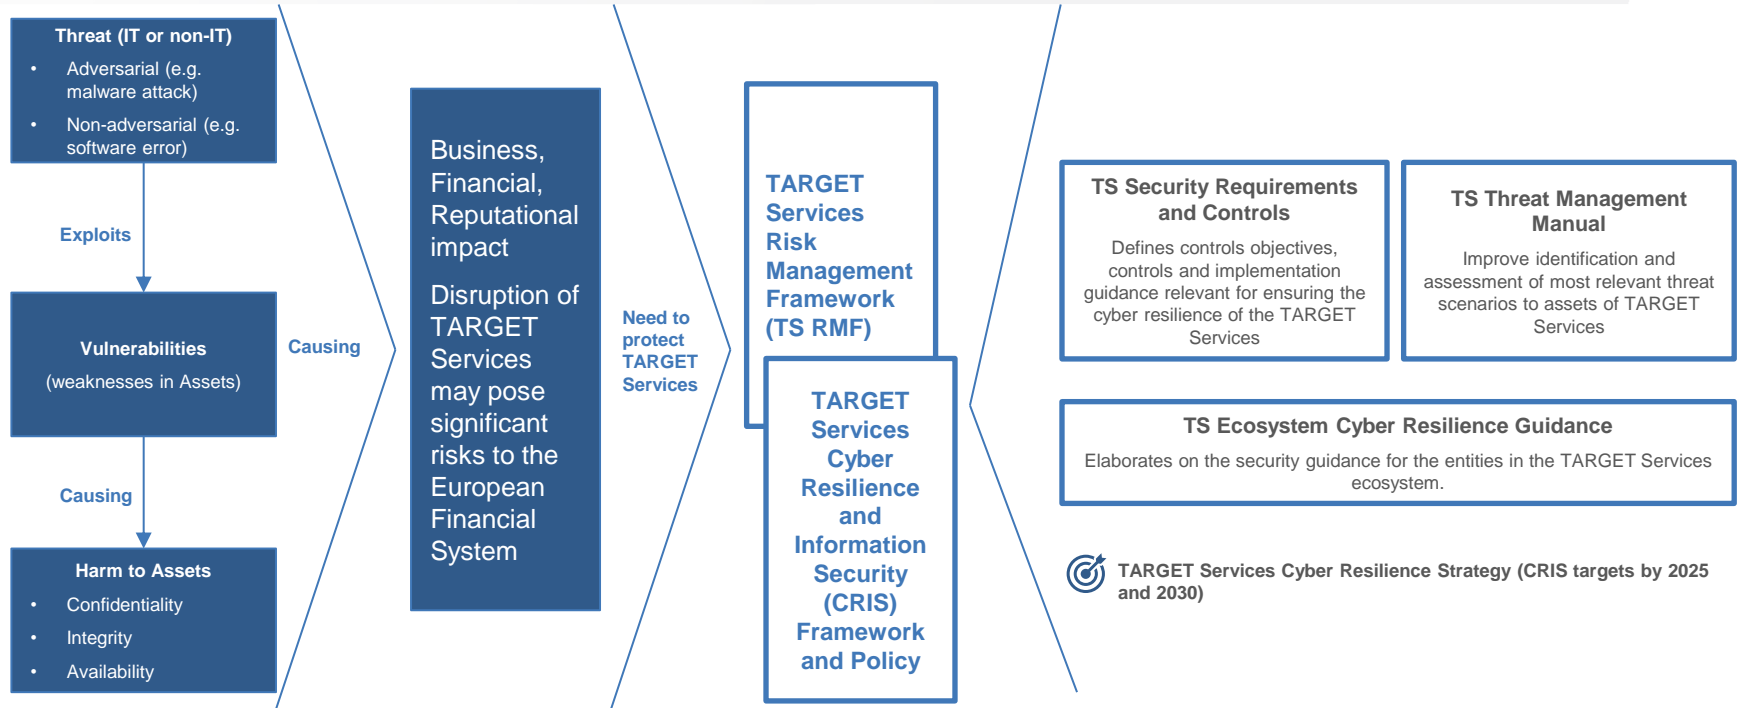 Threat (IT or non-IT)
• Adversarial (e.g.
malware attack)
• Non-adversarial (e.g.
software error)
Exploits
Vulnerabilities
(weaknesses in Assets)
Causing
Harm to Assets
• Confidentiality
• Integrity
• Availability
Causing
Business,
Financial,
Reputational
impact
Disruption of
TARGET
Services
may pose
significant
risks to the
European
Financial
System
Need to
protect
TARGET
Services
TARGET
Services
Risk
Management
Framework
(TS RMF)
TARGET
Services
Cyber
Resilience
and
Information
Security
(CRIS)
Framework
and Policy
TS Security Requirements
and Controls
Defines controls objectives,
controls and implementation
guidance relevant for ensuring the
cyber resilience of the TARGET
Services
TS Threat Management
Manual
Improve identification and
assessment of most relevant threat
scenarios to assets of TARGET
Services
TS Ecosystem Cyber Resilience Guidance
Elaborates on the security guidance for the entities in the TARGET Services
ecosystem.
TARGET Services Cyber Resilience Strategy (CRIS targets by 2025
and 2030)